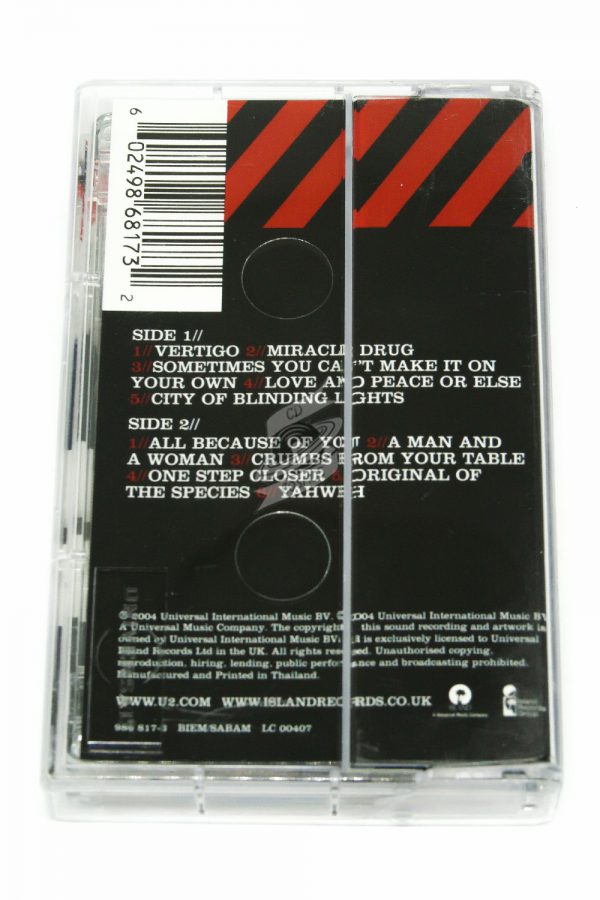 6 02498 68173 2
SIDE 1//
1//VERTIGO 2//MIRACLE DRUG
3//SOMETIMES YOU CAN'T MAKE IT ON
YOUR OWN 4//LOVE AND PEACE OR ELSE
5//CITY OF BLINDING LIGHTS
SIDE 2//
1//ALL BECAUSE OF YOU 2//A MAN AND
A WOMAN 3//CRUMBS FROM YOUR TABLE
4//ONE STEP CLOSER 5//ORIGINAL OF
THE SPECIES 6//YAHWEH
CD
℗ 2004 Universal International Music BV. © 2004 Universal International Music BV
A Universal Music Company. The copyright in this sound recording and artwork is
owned by Universal International Music BV and is exclusively licensed to Universal
Island Records Ltd in the UK. All rights reserved. Unauthorised copying,
reproduction, hiring, lending, public performance and broadcasting prohibited.
Manufactured and Printed in Thailand.
WWW.U2.COM WWW.ISLANDRECORDS.CO.UK
A Universal Music Company
986 817-3 BIEM/SABAM LC 00407